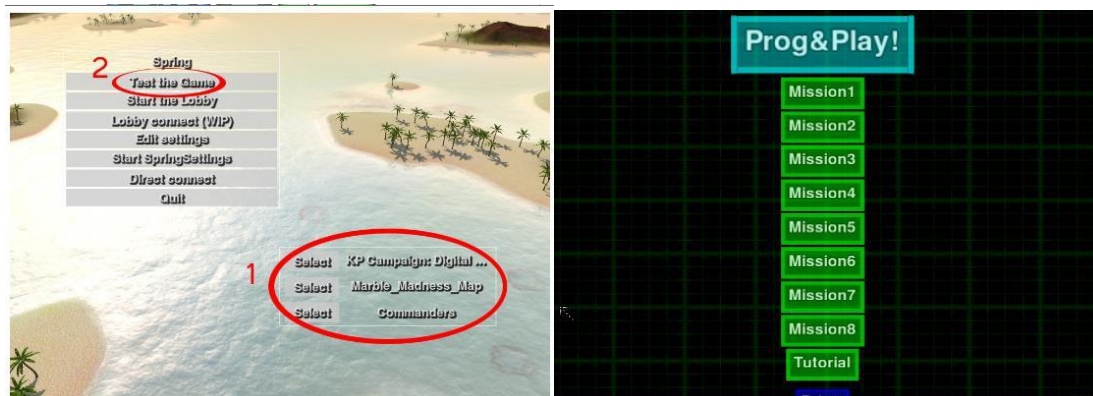 2
Spring
Test the Game
Start the Lobby
Lobby connect (WIP)
Edit settings
Start SpringSettings
Direct connect
Quit
1
Select KP Campaign: Digital ...
Select Marble_Madness_Map
Select Commanders
Prog&Play!
Mission1
Mission2
Mission3
Mission4
Mission5
Mission6
Mission7
Mission8
Tutorial